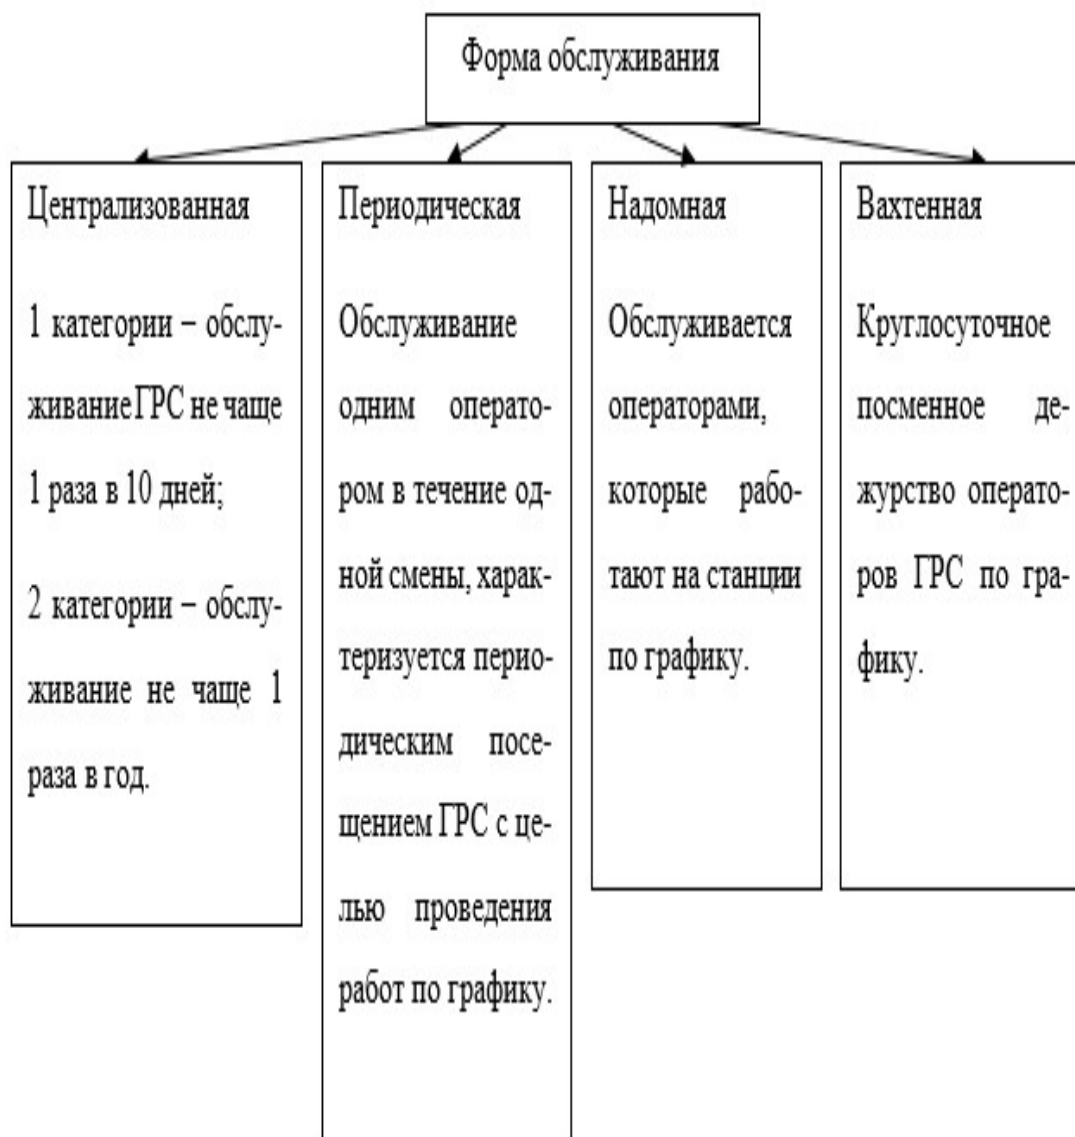 Форма обслуживания
Централизованная
1 категории – обслу-
живание ГРС не чаще
1 раза в 10 дней;
2 категории – обслу-
живание не чаще 1
раза в год.
Периодическая
Обслуживание
одним операто-
ром в течение од-
ной смены, харак-
теризуется перио-
дическим посе-
щением ГРС с це-
лью проведения
работ по графику.
Надомная
Обслуживается
операторами,
которые рабо-
тают на станции
по графику.
Вахтенная
Круглосуточное
посменное де-
журство операто-
ров ГРС по гра-
фику.